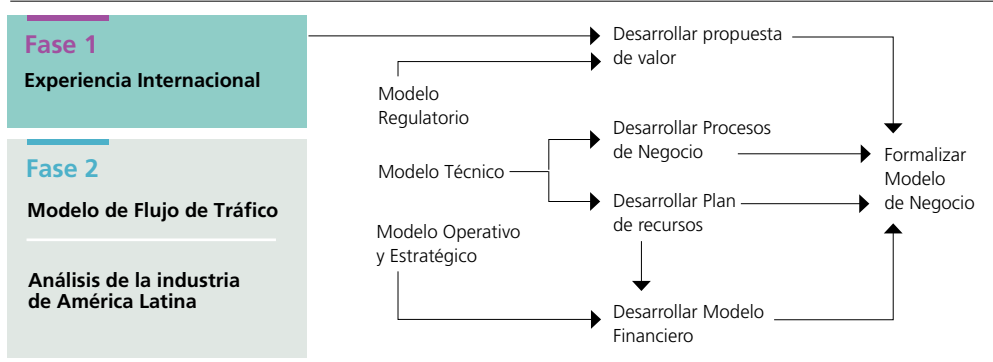 Fase 1
Experiencia Internacional
Fase 2
Modelo de Flujo de Tráfico
Análisis de la industria
de América Latina
Modelo
Regulatorio
Modelo Técnico
Modelo Operativo
y Estratégico
Desarrollar propuesta
de valor
Desarrollar Procesos
de Negocio
Desarrollar Plan
de recursos
Desarrollar Modelo
Financiero
Formalizar
Modelo
de Negocio